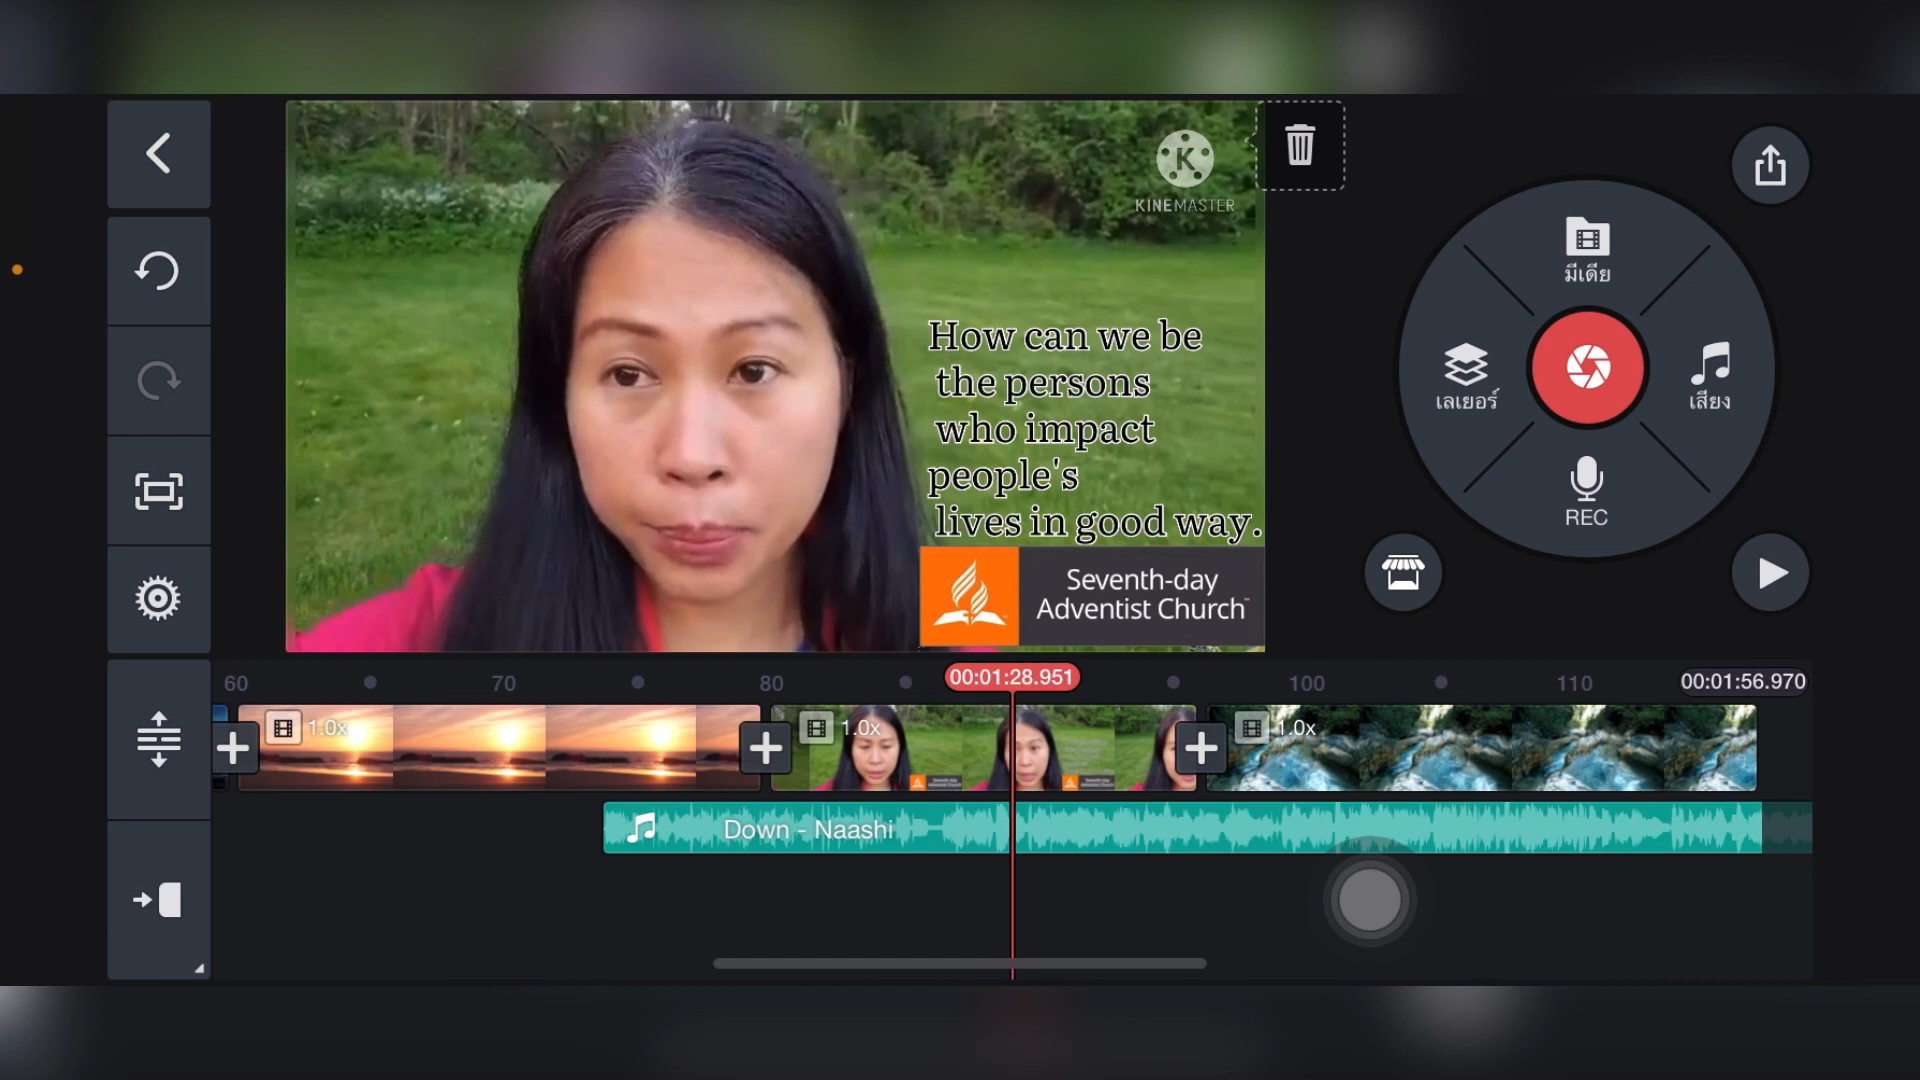 KINEMASTER
How can we be
the persons
who impact
people's
lives in good way.
Seventh-day
Adventist Church™
มีเดีย
เลเยอร์
เสียง
REC
60
70
80
00:01:28.951
100
110
00:01:56.970
1.0x
1.0x
1.0x
Down - Naashi